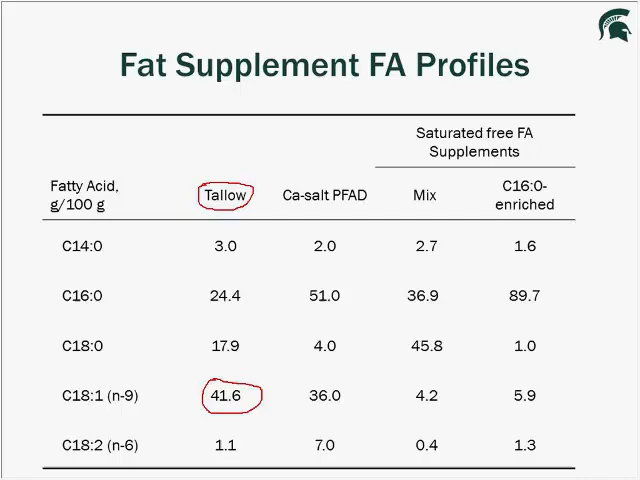 Fat Supplement FA Profiles
Saturated free FA
Supplements
Fatty Acid,
g/100 g
Tallow
Ca-salt PFAD
Mix
C16:0-
enriched
C14:0 3.0 2.0 2.7 1.6
C16:0 24.4 51.0 36.9 89.7
C18:0 17.9 4.0 45.8 1.0
C18:1 (n-9) 41.6 36.0 4.2 5.9
C18:2 (n-6) 1.1 7.0 0.4 1.3